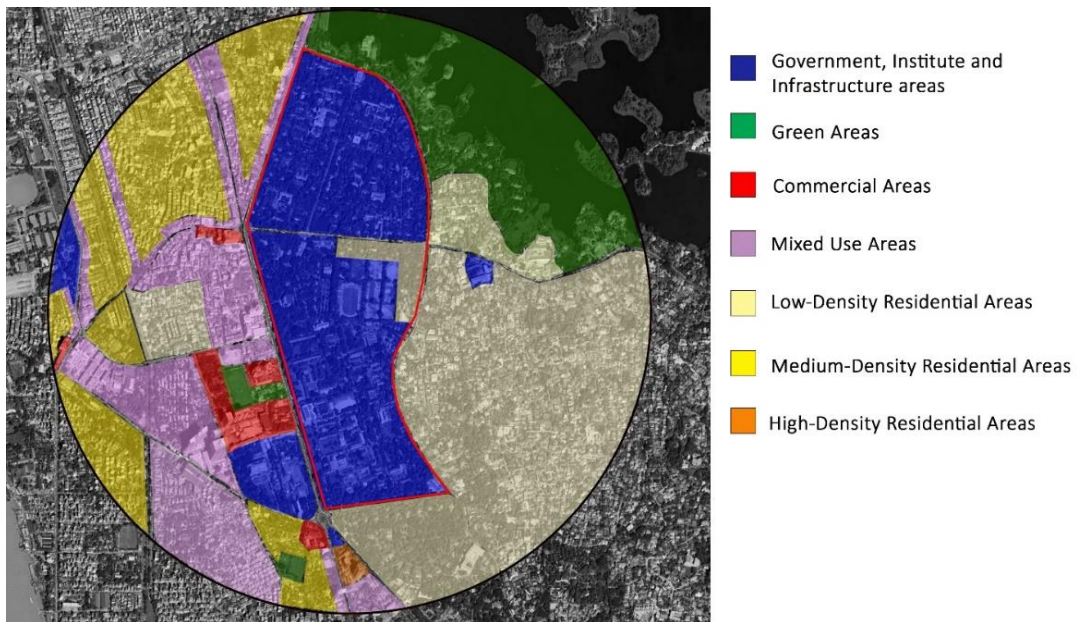 Government, Institute and
Infrastructure areas
Green Areas
Commercial Areas
Mixed Use Areas
Low-Density Residential Areas
Medium-Density Residential Areas
High-Density Residential Areas